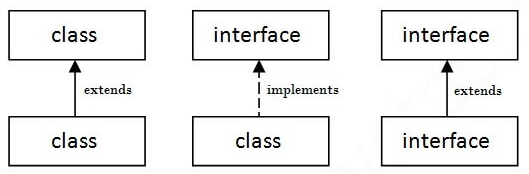 class interface interface
extends implements extends
class class interface